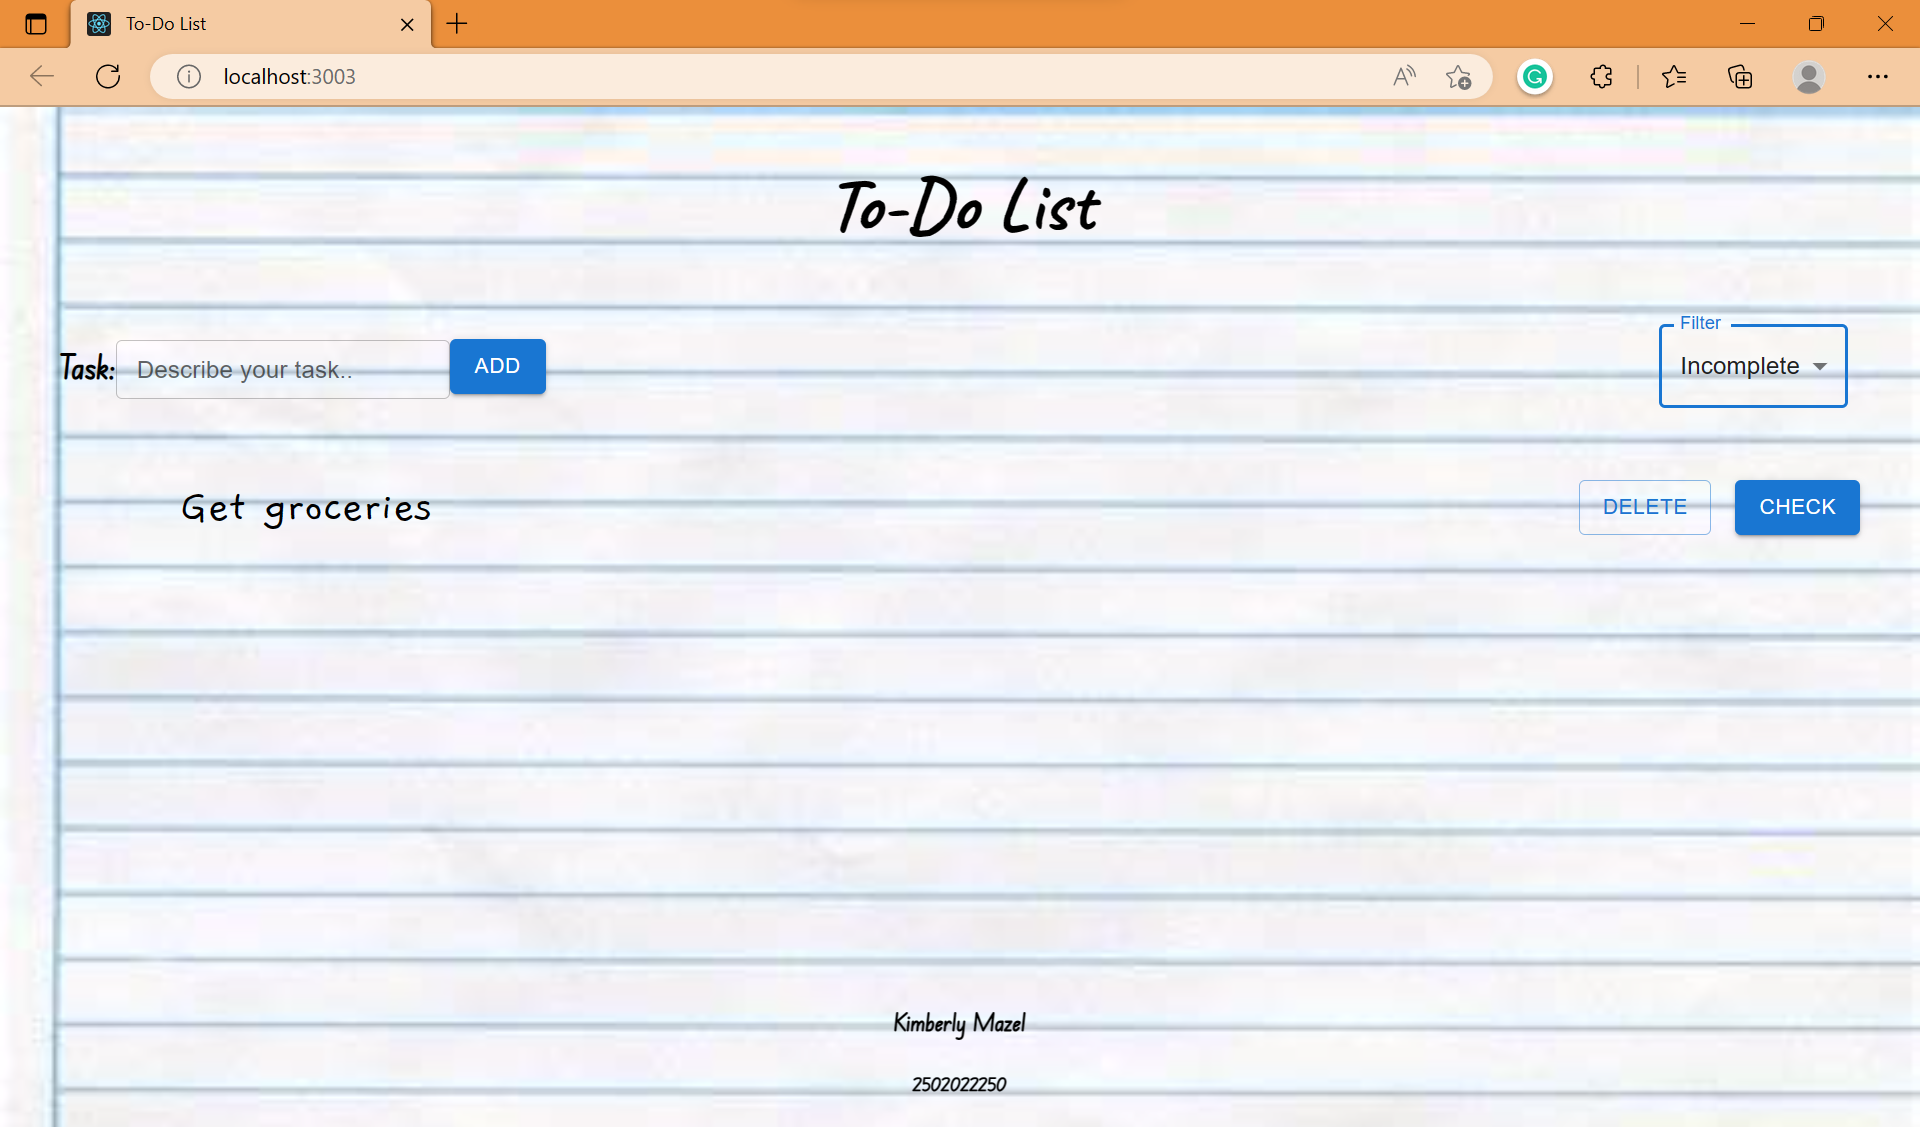 To-Do List
localhost:3003
To-Do List
Task: Describe your task.. ADD
Filter
Incomplete
Get groceries DELETE CHECK
Kimberly Mazel
2502022250